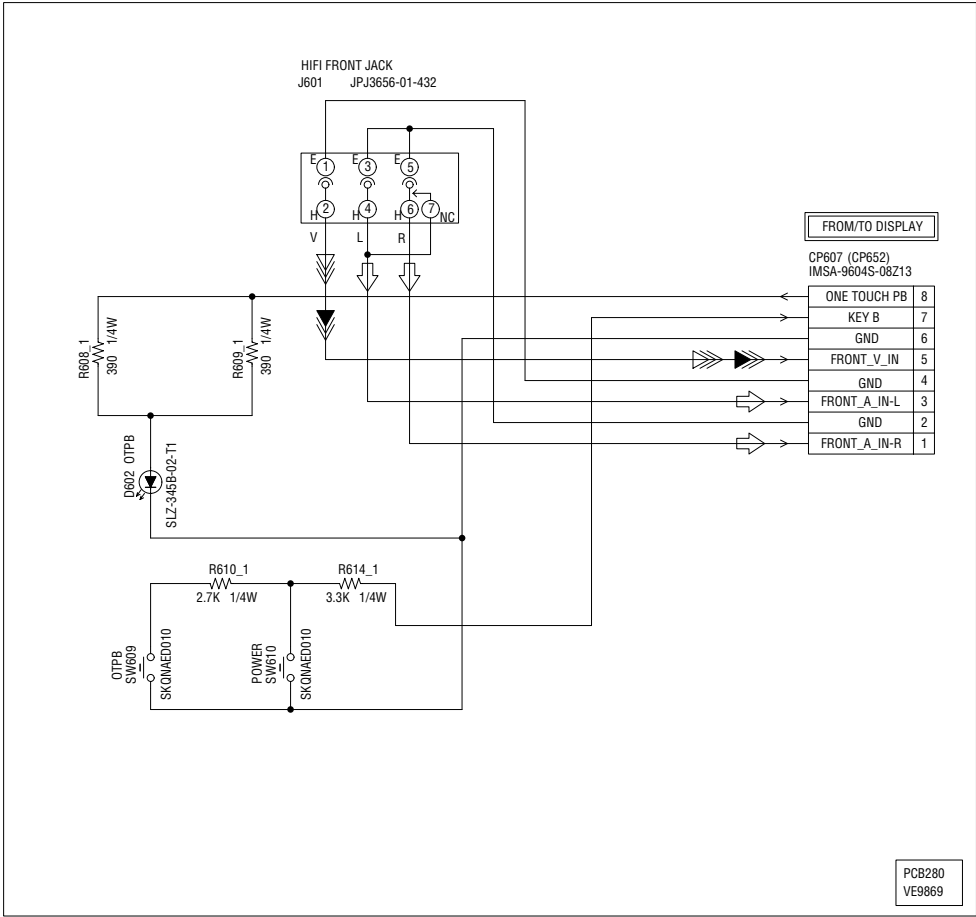 HIFI FRONT JACK
J601 JPJ3656-01-432
E 1 E 3 E 5
H 2 H 4 H 6 7 NC
V L R
FROM/TO DISPLAY
CP607 (CP652)
IMSA-9604S-08Z13
ONE TOUCH PB 8
KEY B 7
GND 6
FRONT_V_IN 5
GND 4
FRONT_A_IN-L 3
GND 2
FRONT_A_IN-R 1
R608_1
390 1/4W
R609_1
390 1/4W
D602 OTPB
SLZ-345B-02-T1
R610_1
2.7K 1/4W
R614_1
3.3K 1/4W
OTPB
SW609
SKQNAED010
POWER
SW610
SKQNAED010
PCB280
VE9869